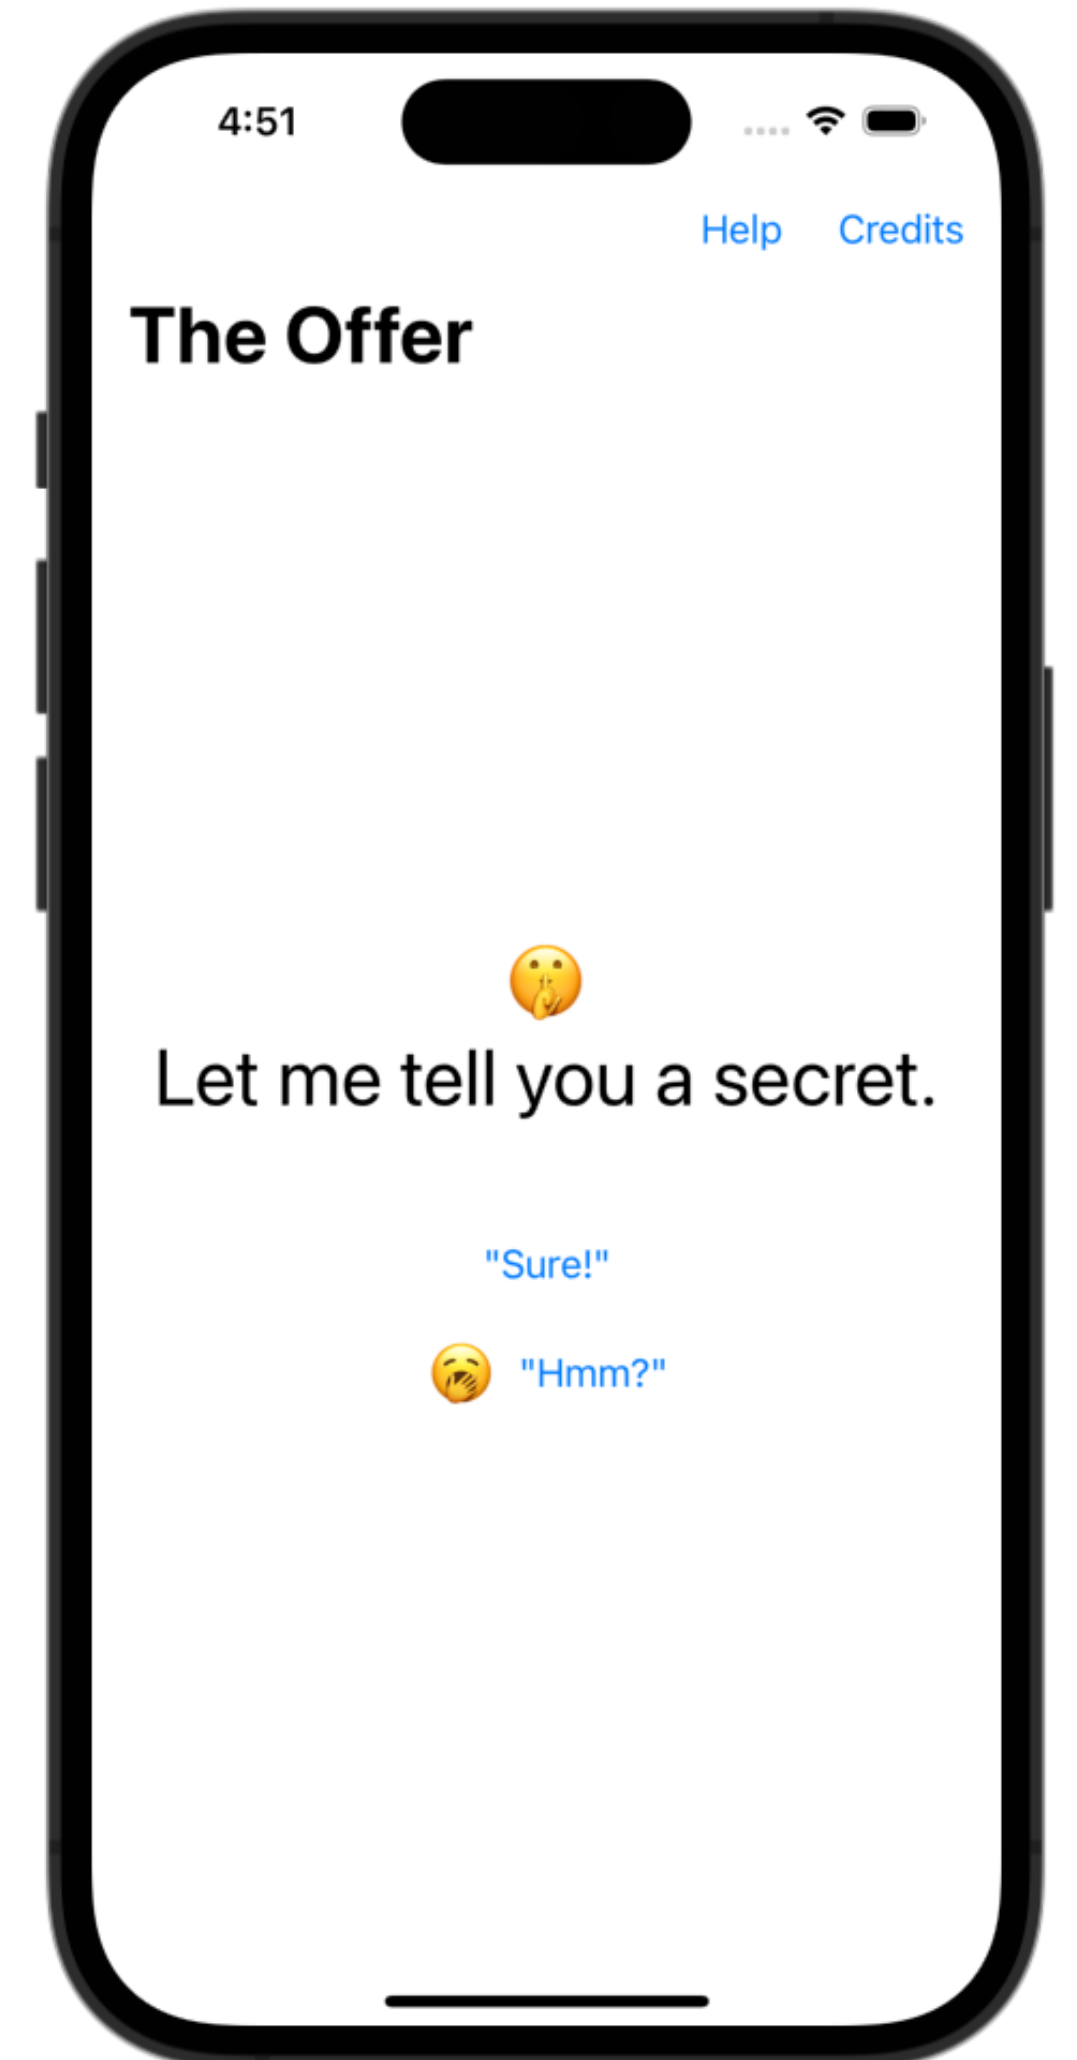 4:51
Help Credits
The Offer
🤫
Let me tell you a secret.
"Sure!"
🥱 "Hmm?"